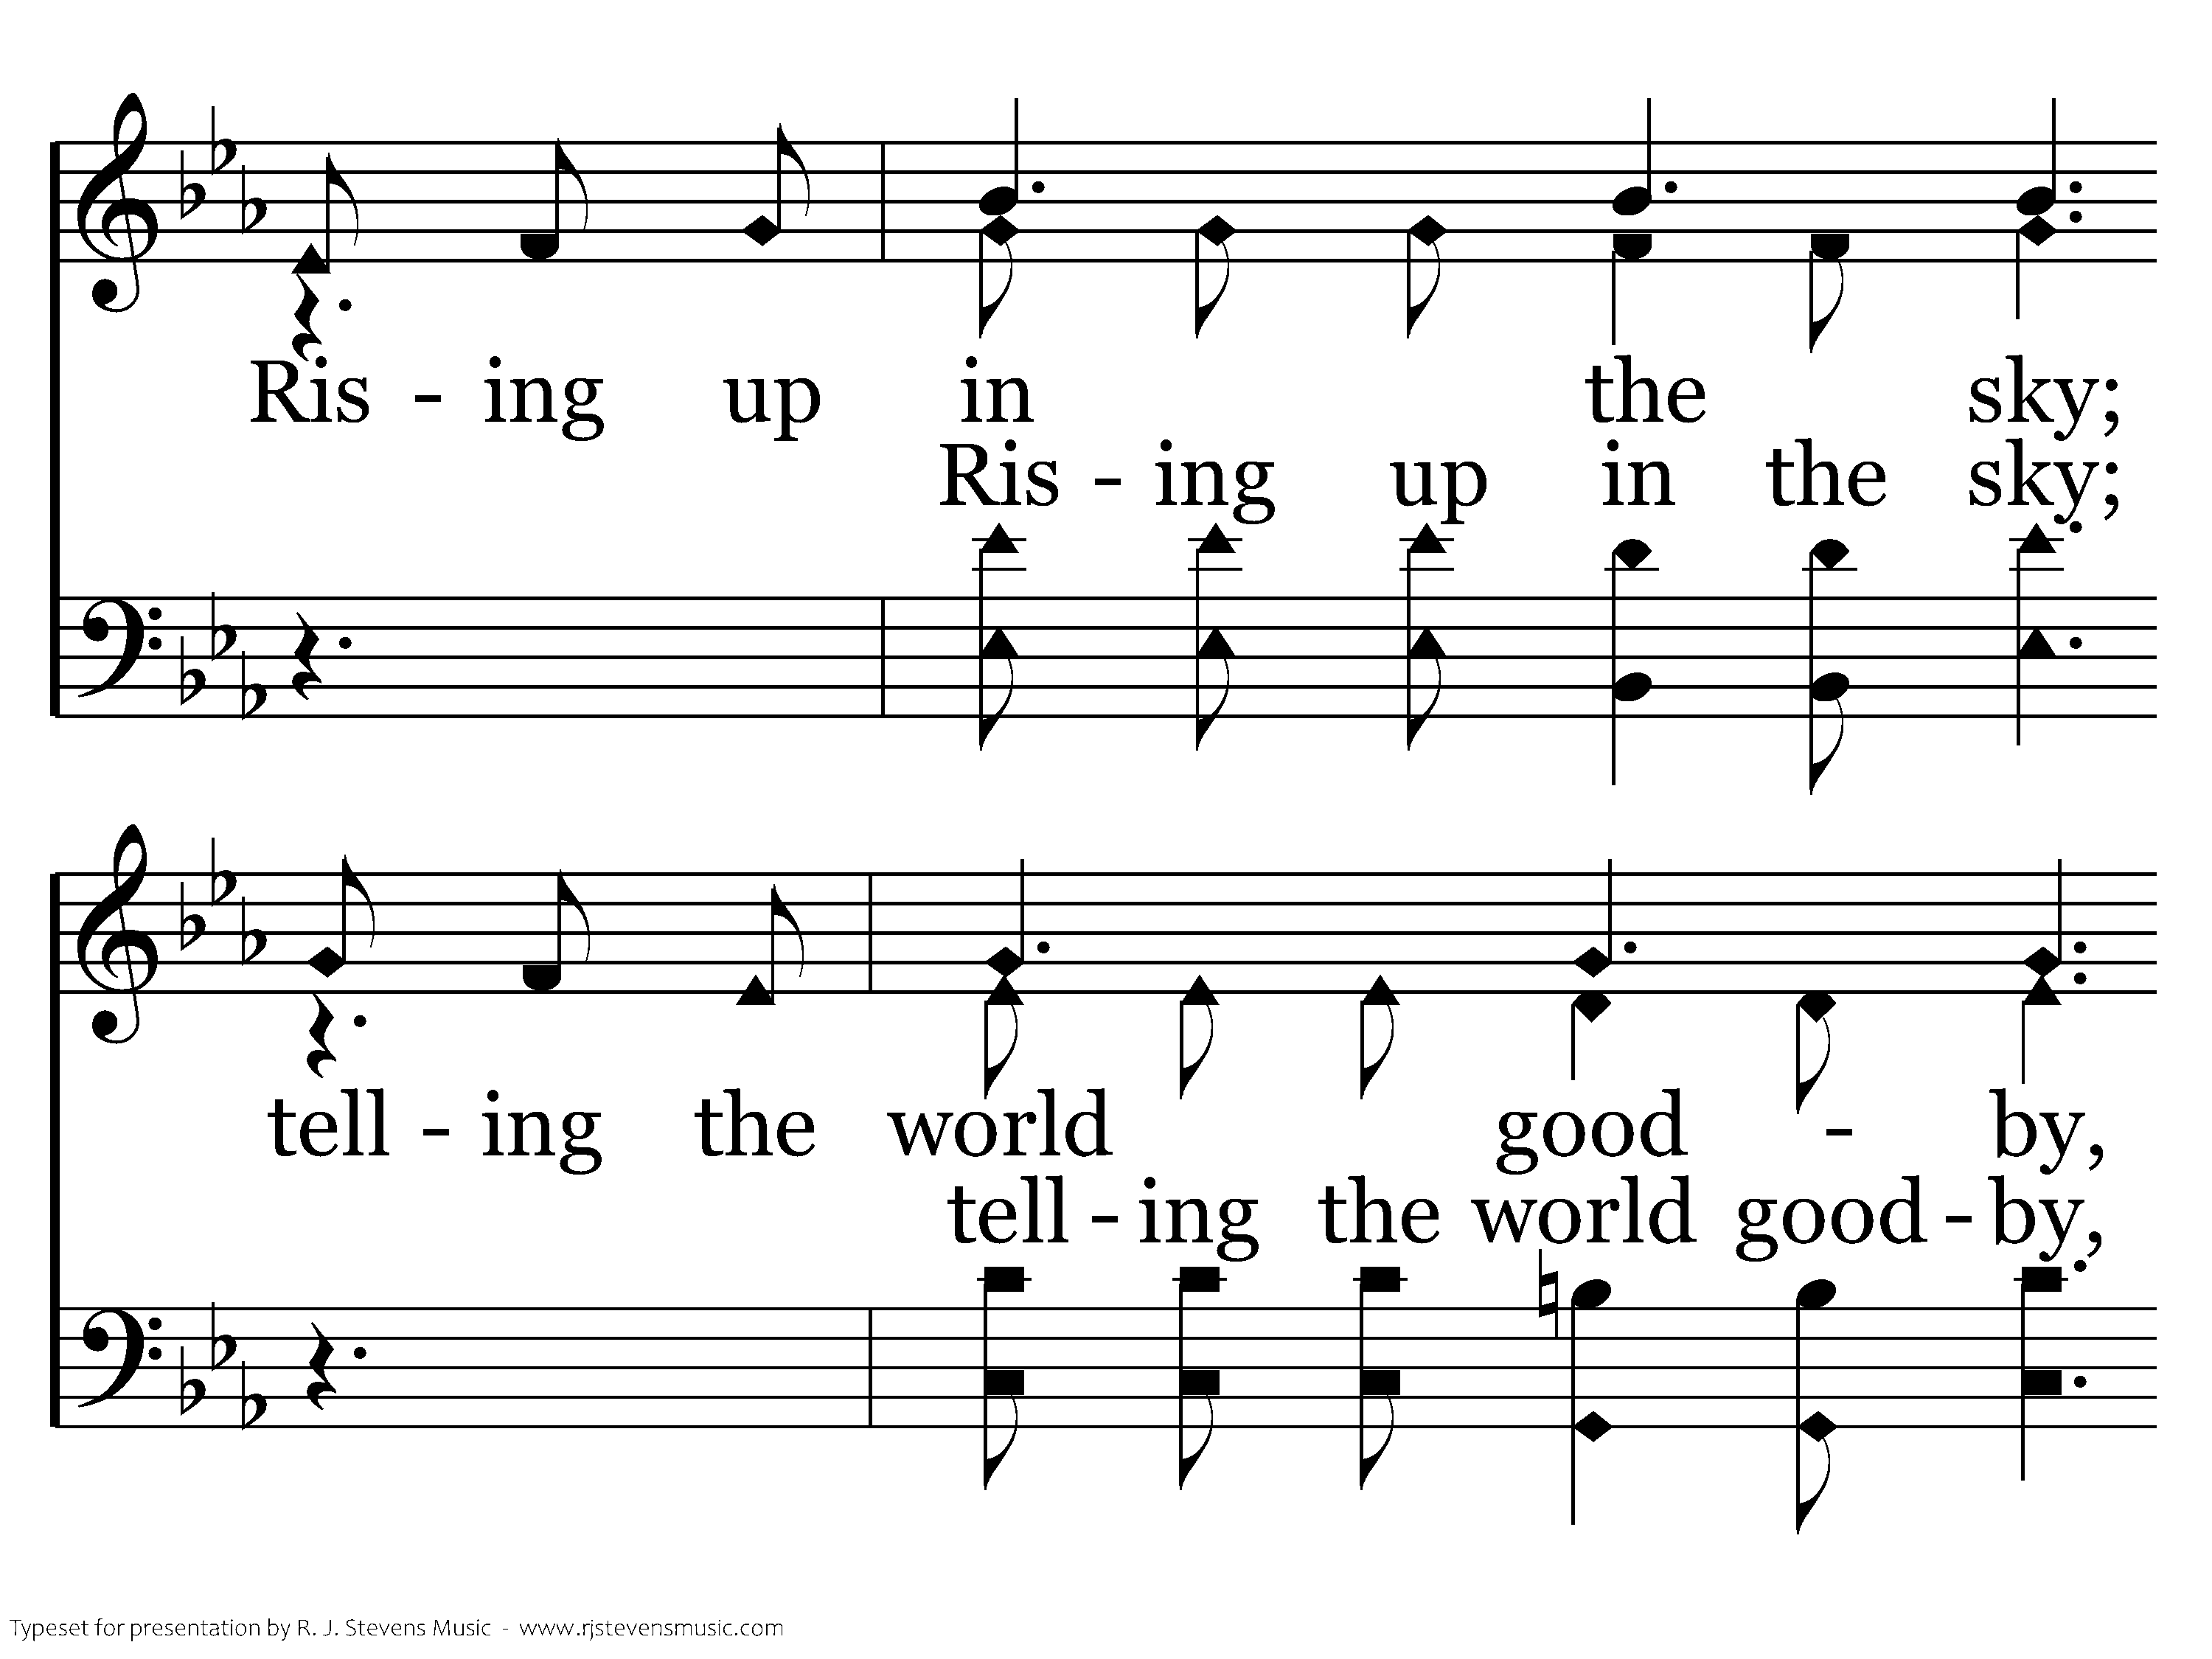 Ris - ing up in the sky;
Ris - ing up in the sky;
tell - ing the world good - by,
tell - ing the world good - by,
Typeset for presentation by R. J. Stevens Music - www.rjstevensmusic.com